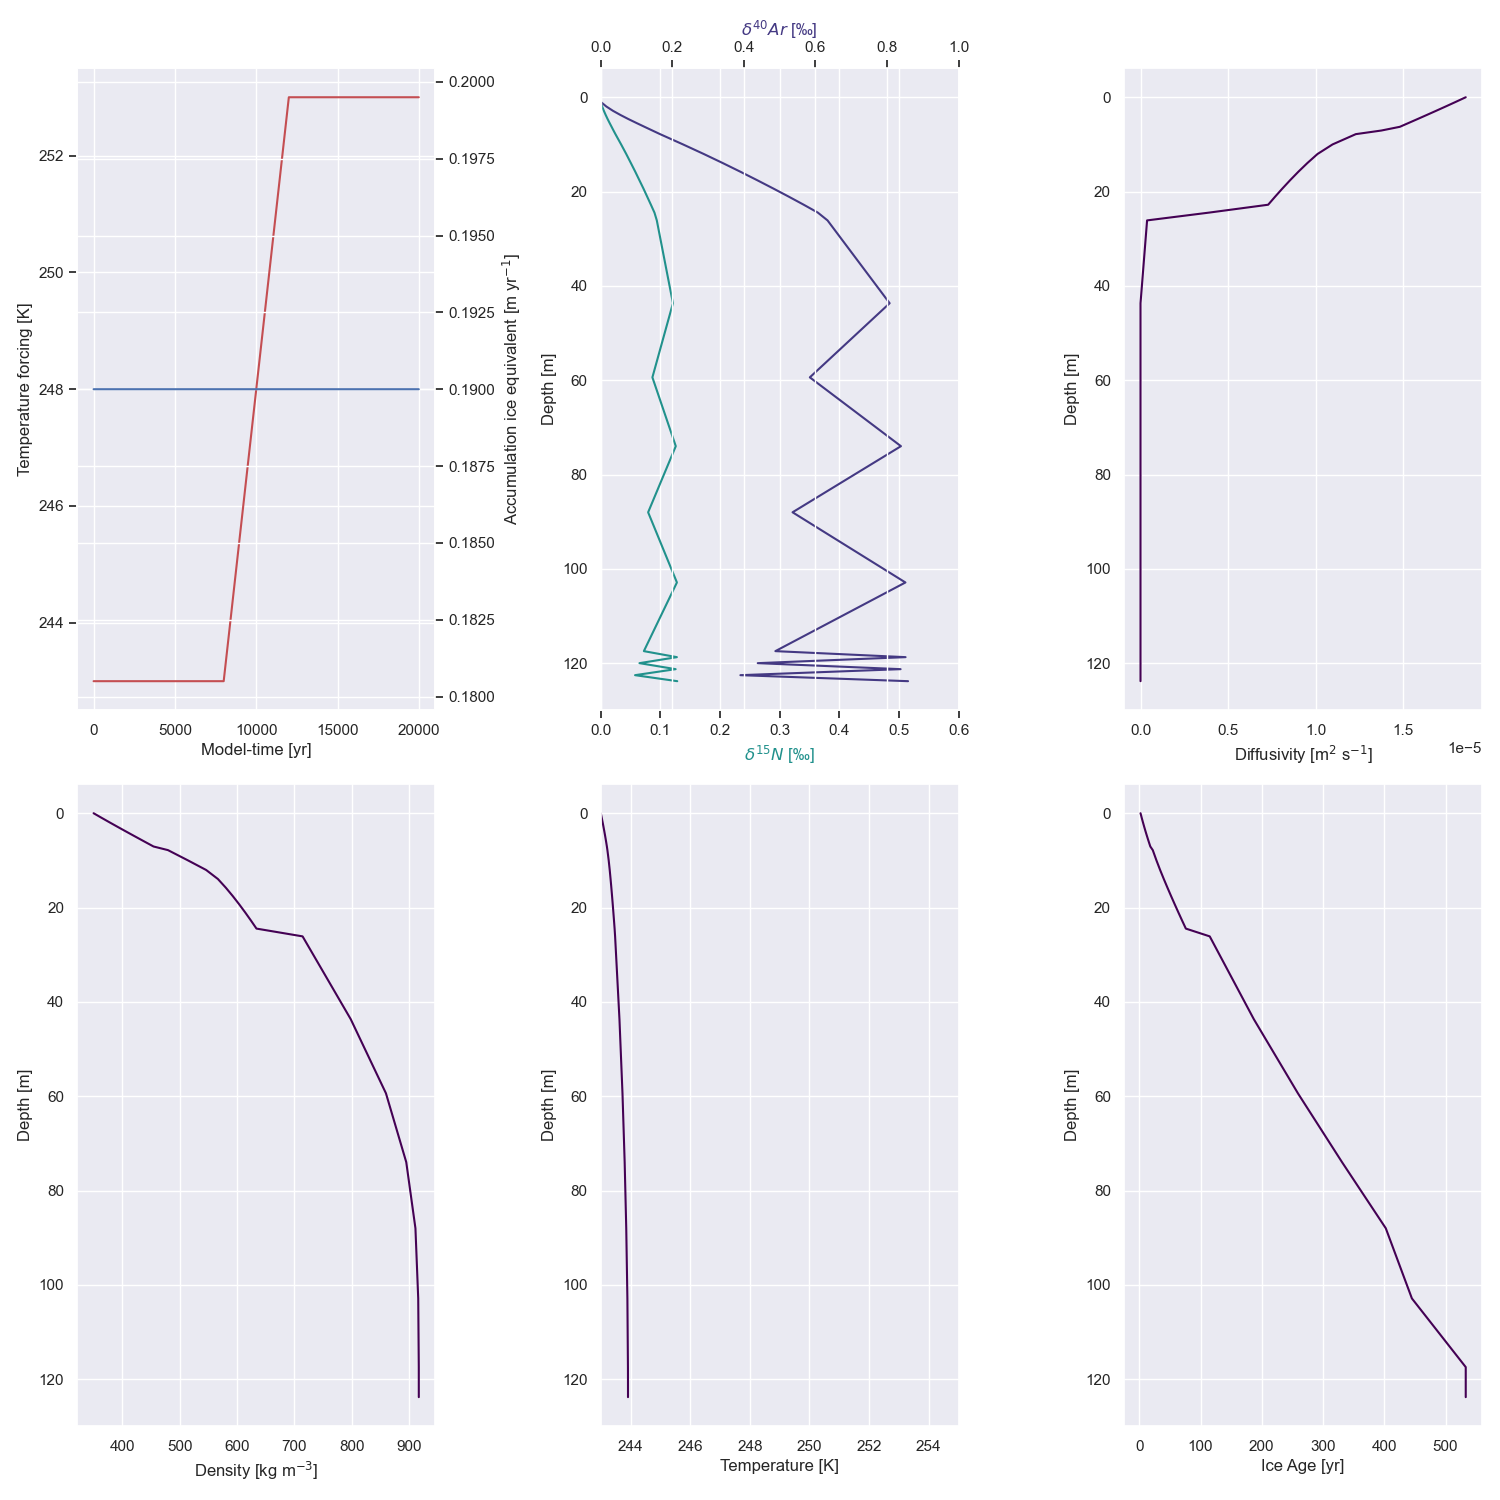 δ⁴⁰Ar [‰]
0.0 0.2 0.4 0.6 0.8 1.0
Temperature forcing [K]
252
250
248
246
244
0.2000
0.1975
0.1950
0.1925
0.1900
0.1875
0.1850
0.1825
0.1800
Accumulation ice equivalent [m yr⁻¹]
0 5000 10000 15000 20000
Model-time [yr]
Depth [m]
0
20
40
60
80
100
120
0.0 0.1 0.2 0.3 0.4 0.5 0.6
δ¹⁵N [‰]
Depth [m]
0
20
40
60
80
100
120
0 0.5 1.0 1.5
1e−5
Diffusivity [m² s⁻¹]
Depth [m]
0
20
40
60
80
100
120
400 500 600 700 800 900
Density [kg m⁻³]
Depth [m]
0
20
40
60
80
100
120
244 246 248 250 252 254
Temperature [K]
Depth [m]
0
20
40
60
80
100
120
0 100 200 300 400 500
Ice Age [yr]